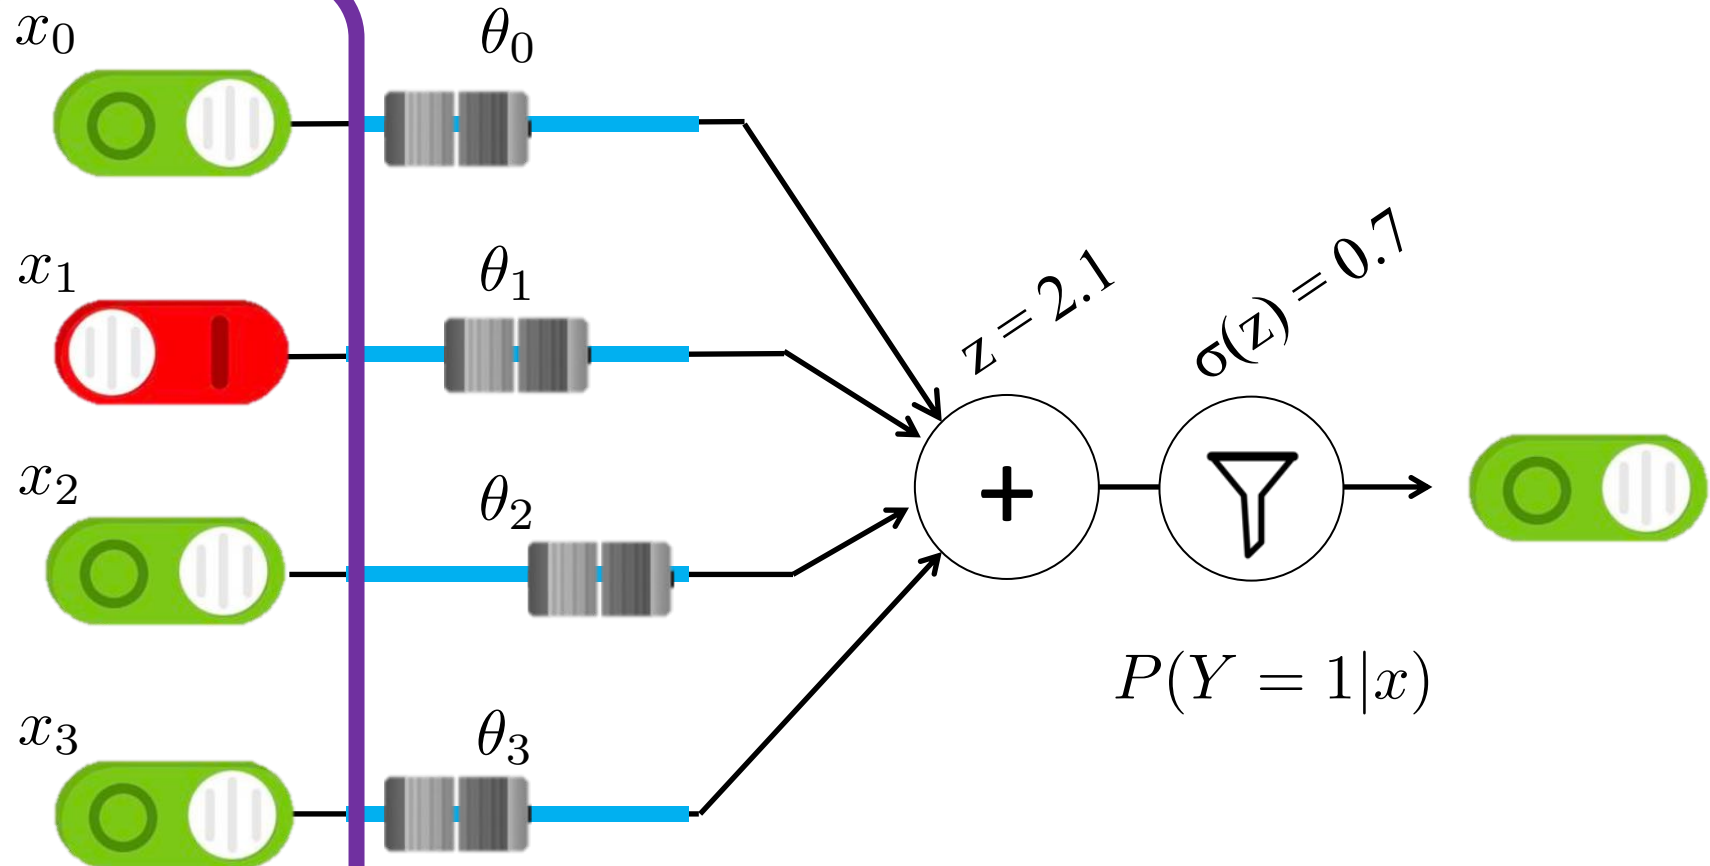 x₀
θ₀
x₁
θ₁
z = 2.1
σ(z) = 0.7
x₂
θ₂
+
P(Y = 1|x)
x₃
θ₃